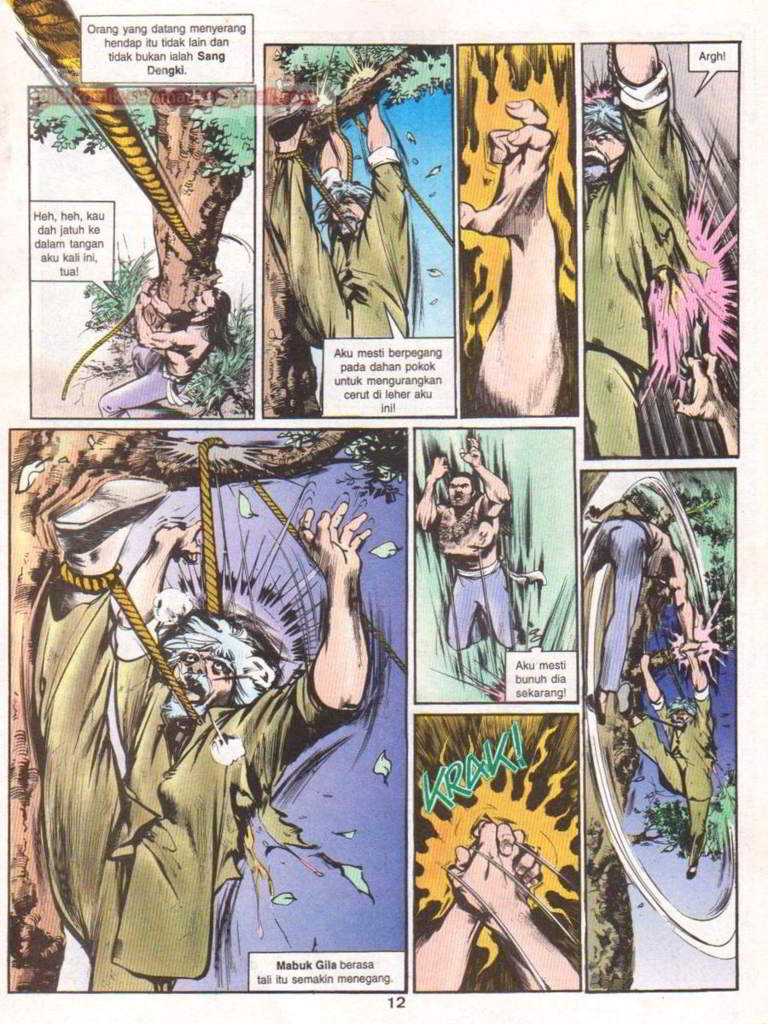 Orang yang datang menyerang
hendap itu tidak lain dan
tidak bukan ialah Sang
Dengki.
Heh, heh, kau
dah jatuh ke
dalam tangan
aku kali ini,
tua!
Aku mesti berpegang
pada dahan pokok
untuk mengurangkan
cerut di leher aku
ini!
Argh!
Mabuk Gila berasa
tali itu semakin menegang.
Aku mesti
bunuh dia
sekarang!
KRAK!
12